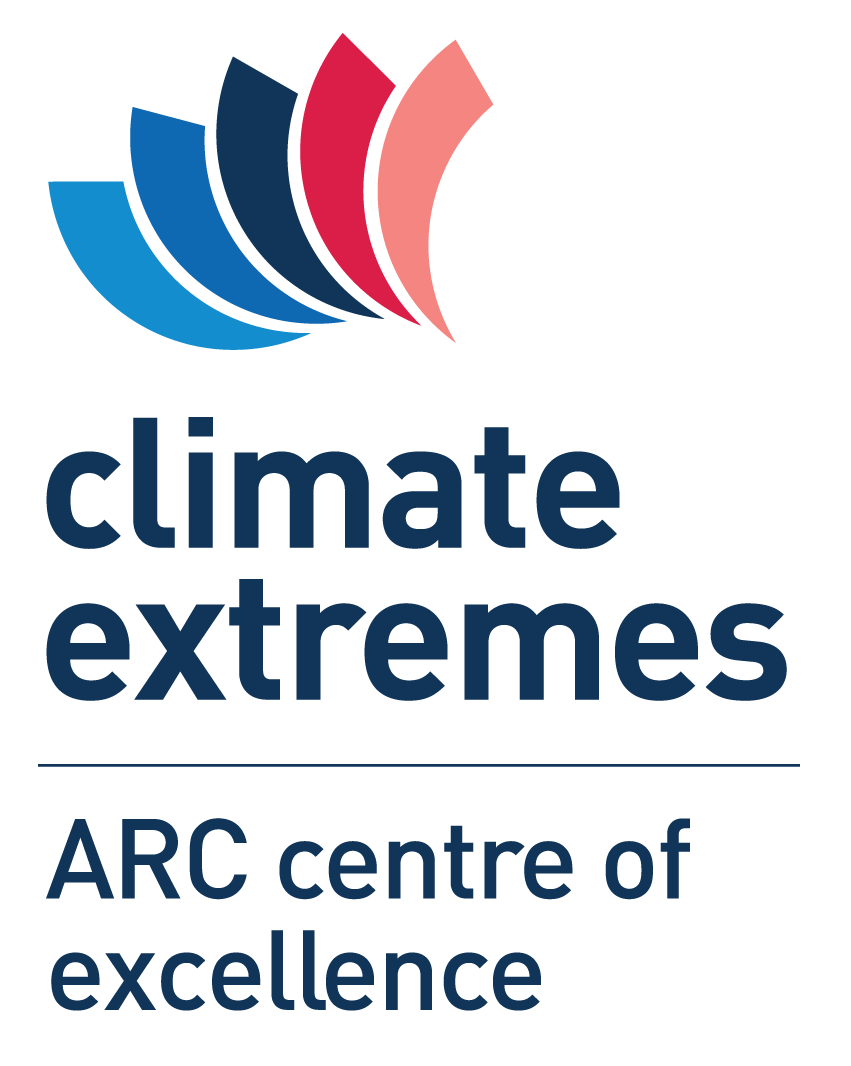 climate
extremes
ARC centre of
excellence